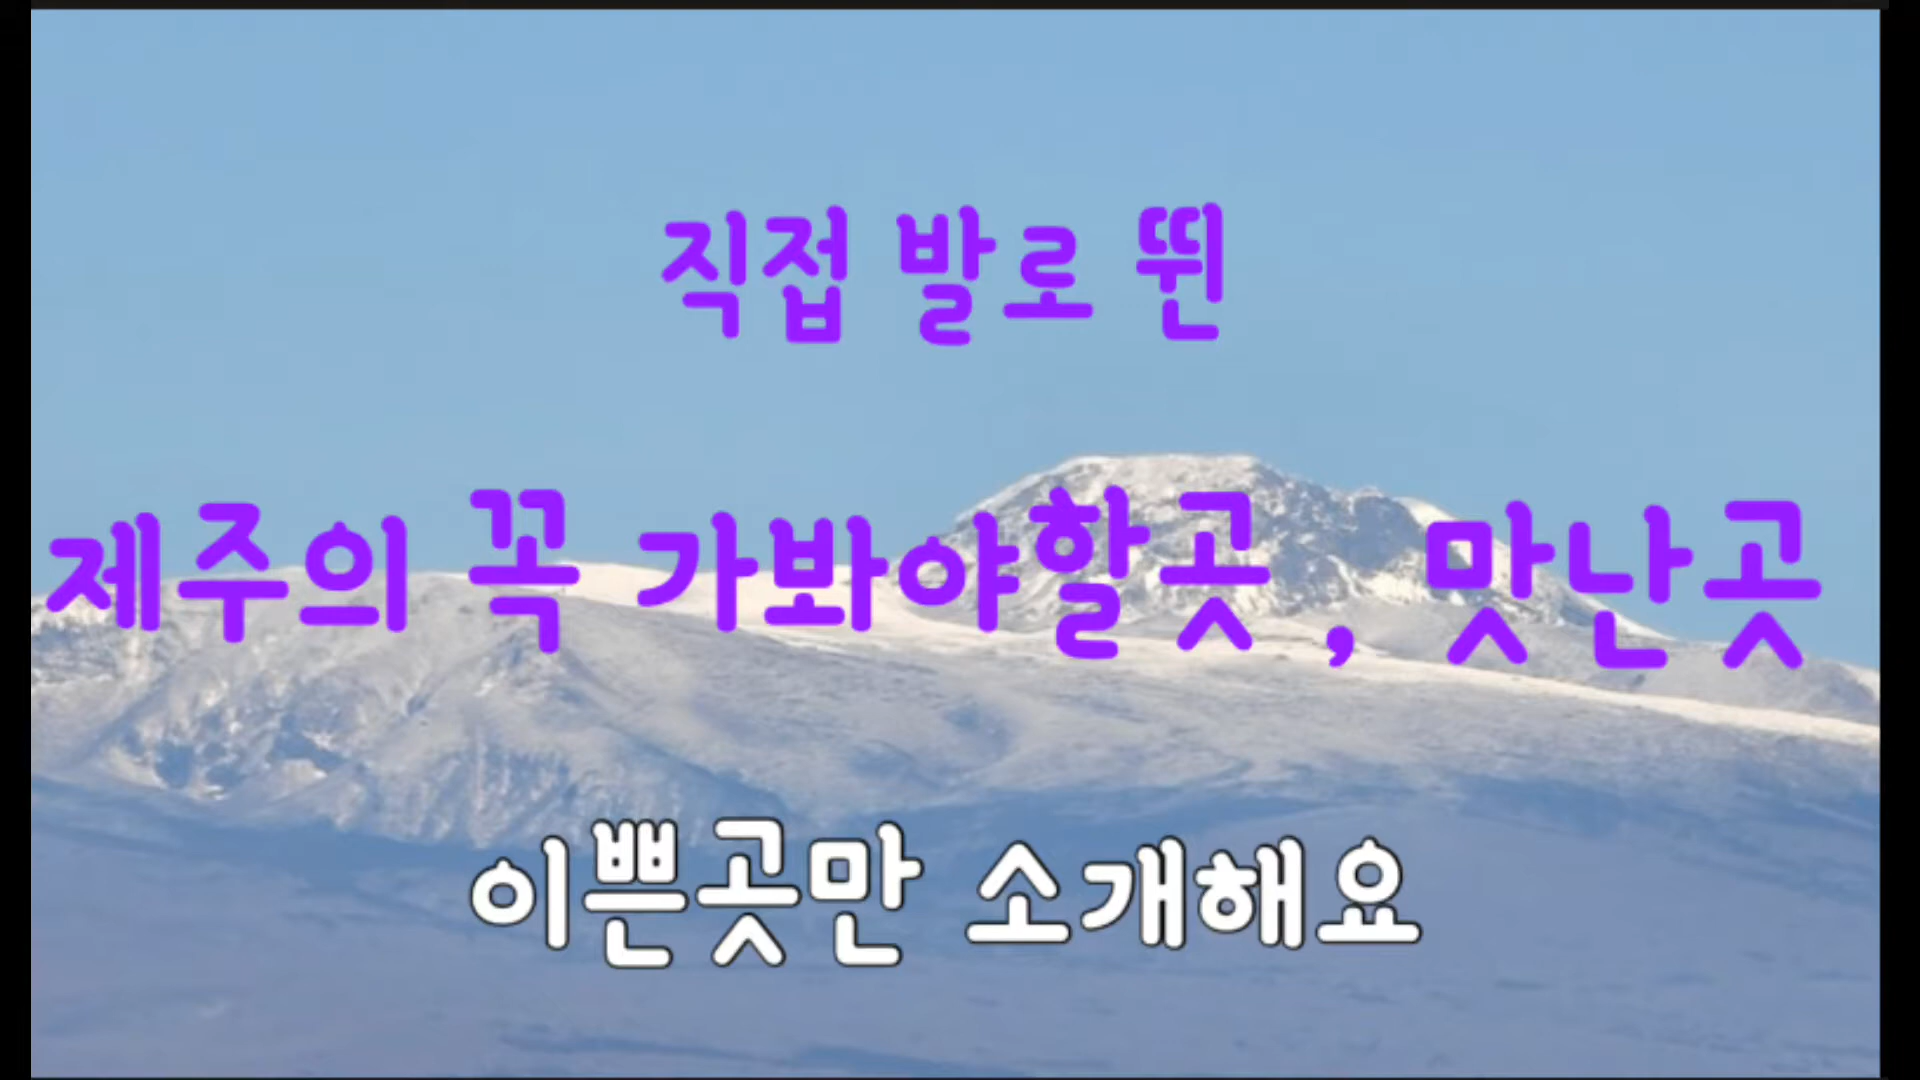 직접 발로 뛴
제주의 꼭 가봐야할곳 , 맛난곳
이쁜곳만 소개해요